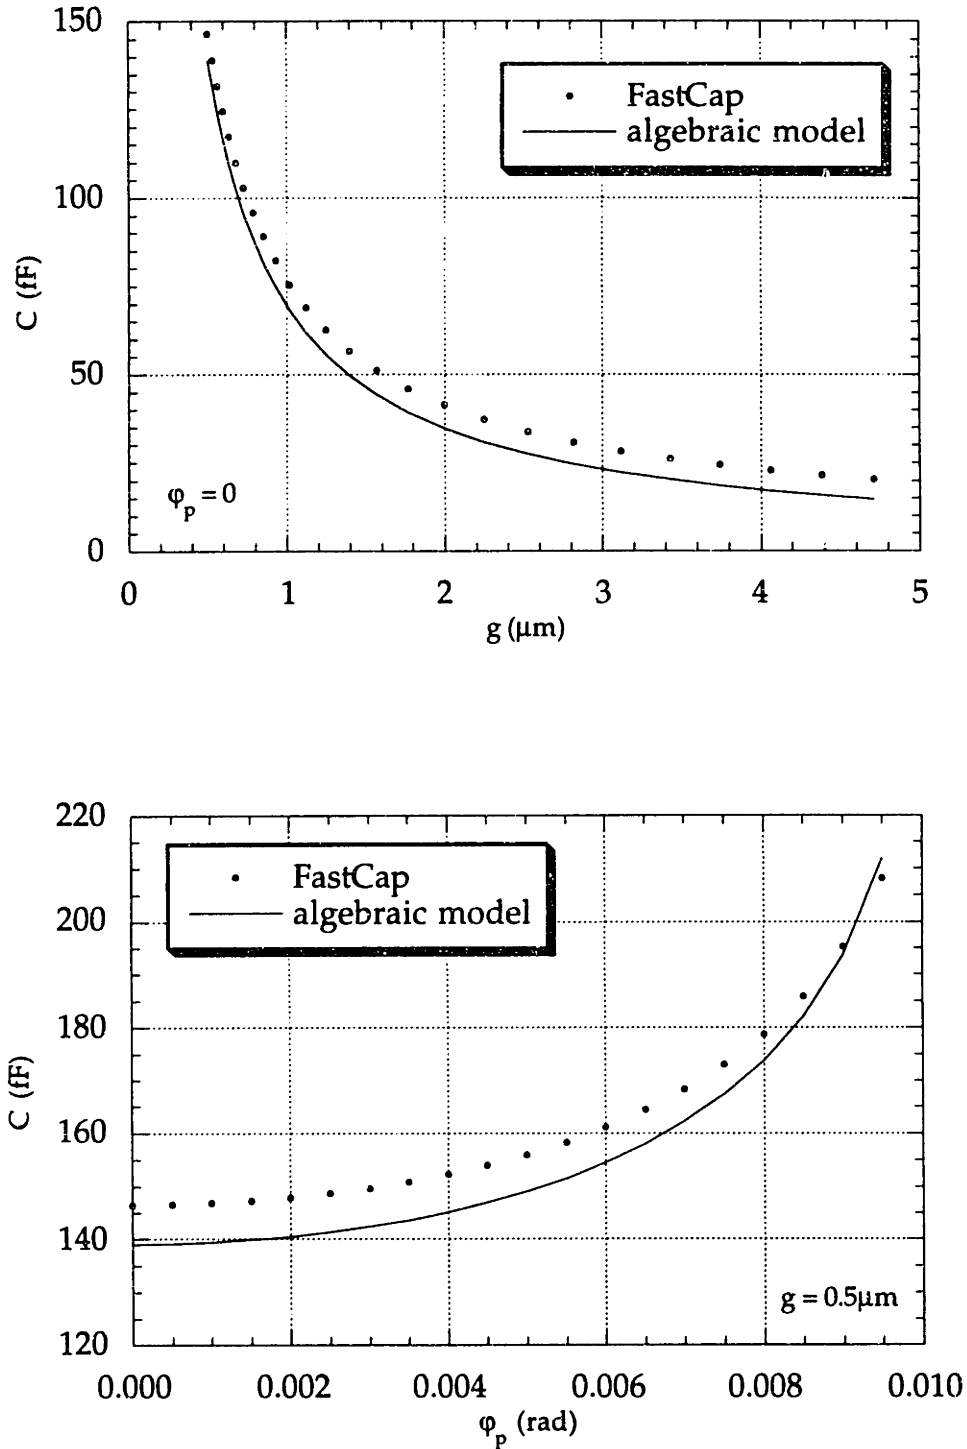 150
FastCap
algebraic model
100
C (fF)
50
φp = 0
0
0 1 2 3 4 5
g (μm)
220
FastCap
200
algebraic model
180
C (fF)
160
140
g = 0.5μm
120
0.000 0.002 0.004 0.006 0.008 0.010
φp (rad)